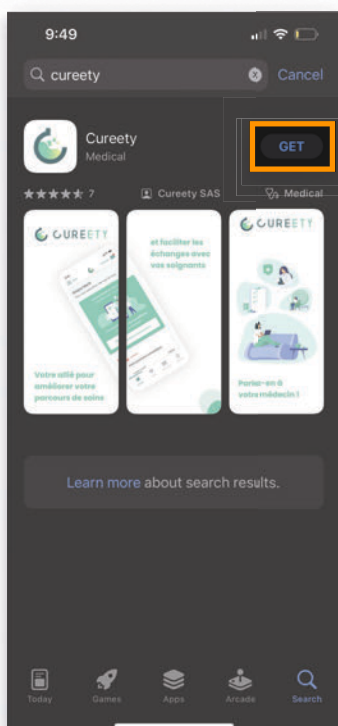 9:49
cureety
Cancel
Cureety
Medical
GET
7
Cureety SAS
Medical
CUREETY
Votre allié pour
améliorer votre
parcours de soins
et faciliter les
échanges avec
vos soignants
CUREETY
Parlez-en à
votre médecin !
Learn more about search results.
Today
Games
Apps
Arcade
Search